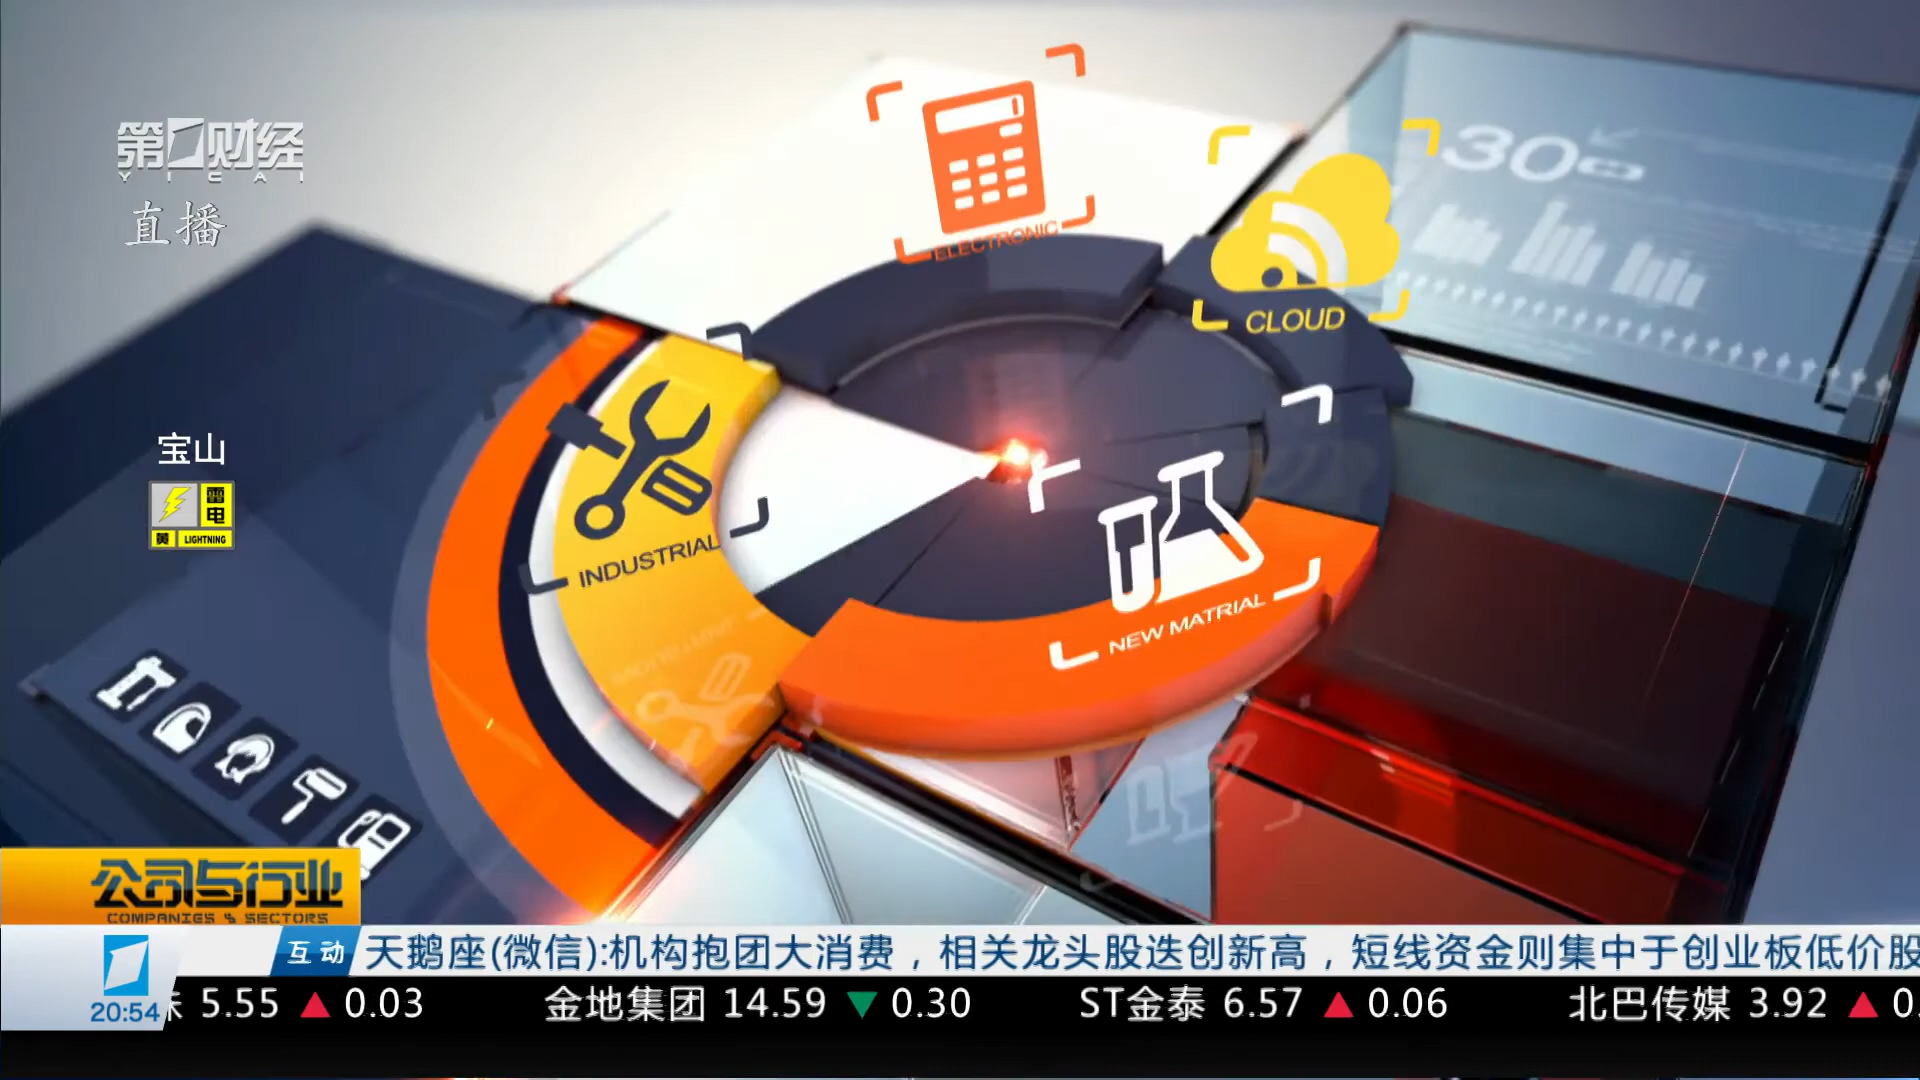 第1财经
YICAI
直播
ELECTRONIC
CLOUD
30
宝山
雷电
黄 LIGHTNING
INDUSTRIAL
NEW MATRIAL
公司与行业
COMPANIES & SECTORS
互动 天鹅座(微信):机构抱团大消费，相关龙头股迭创新高，短线资金则集中于创业板低价股
20:54 5.55 ▲ 0.03 金地集团 14.59 ▼ 0.30 ST金泰 6.57 ▲ 0.06 北巴传媒 3.92 ▲ 0.